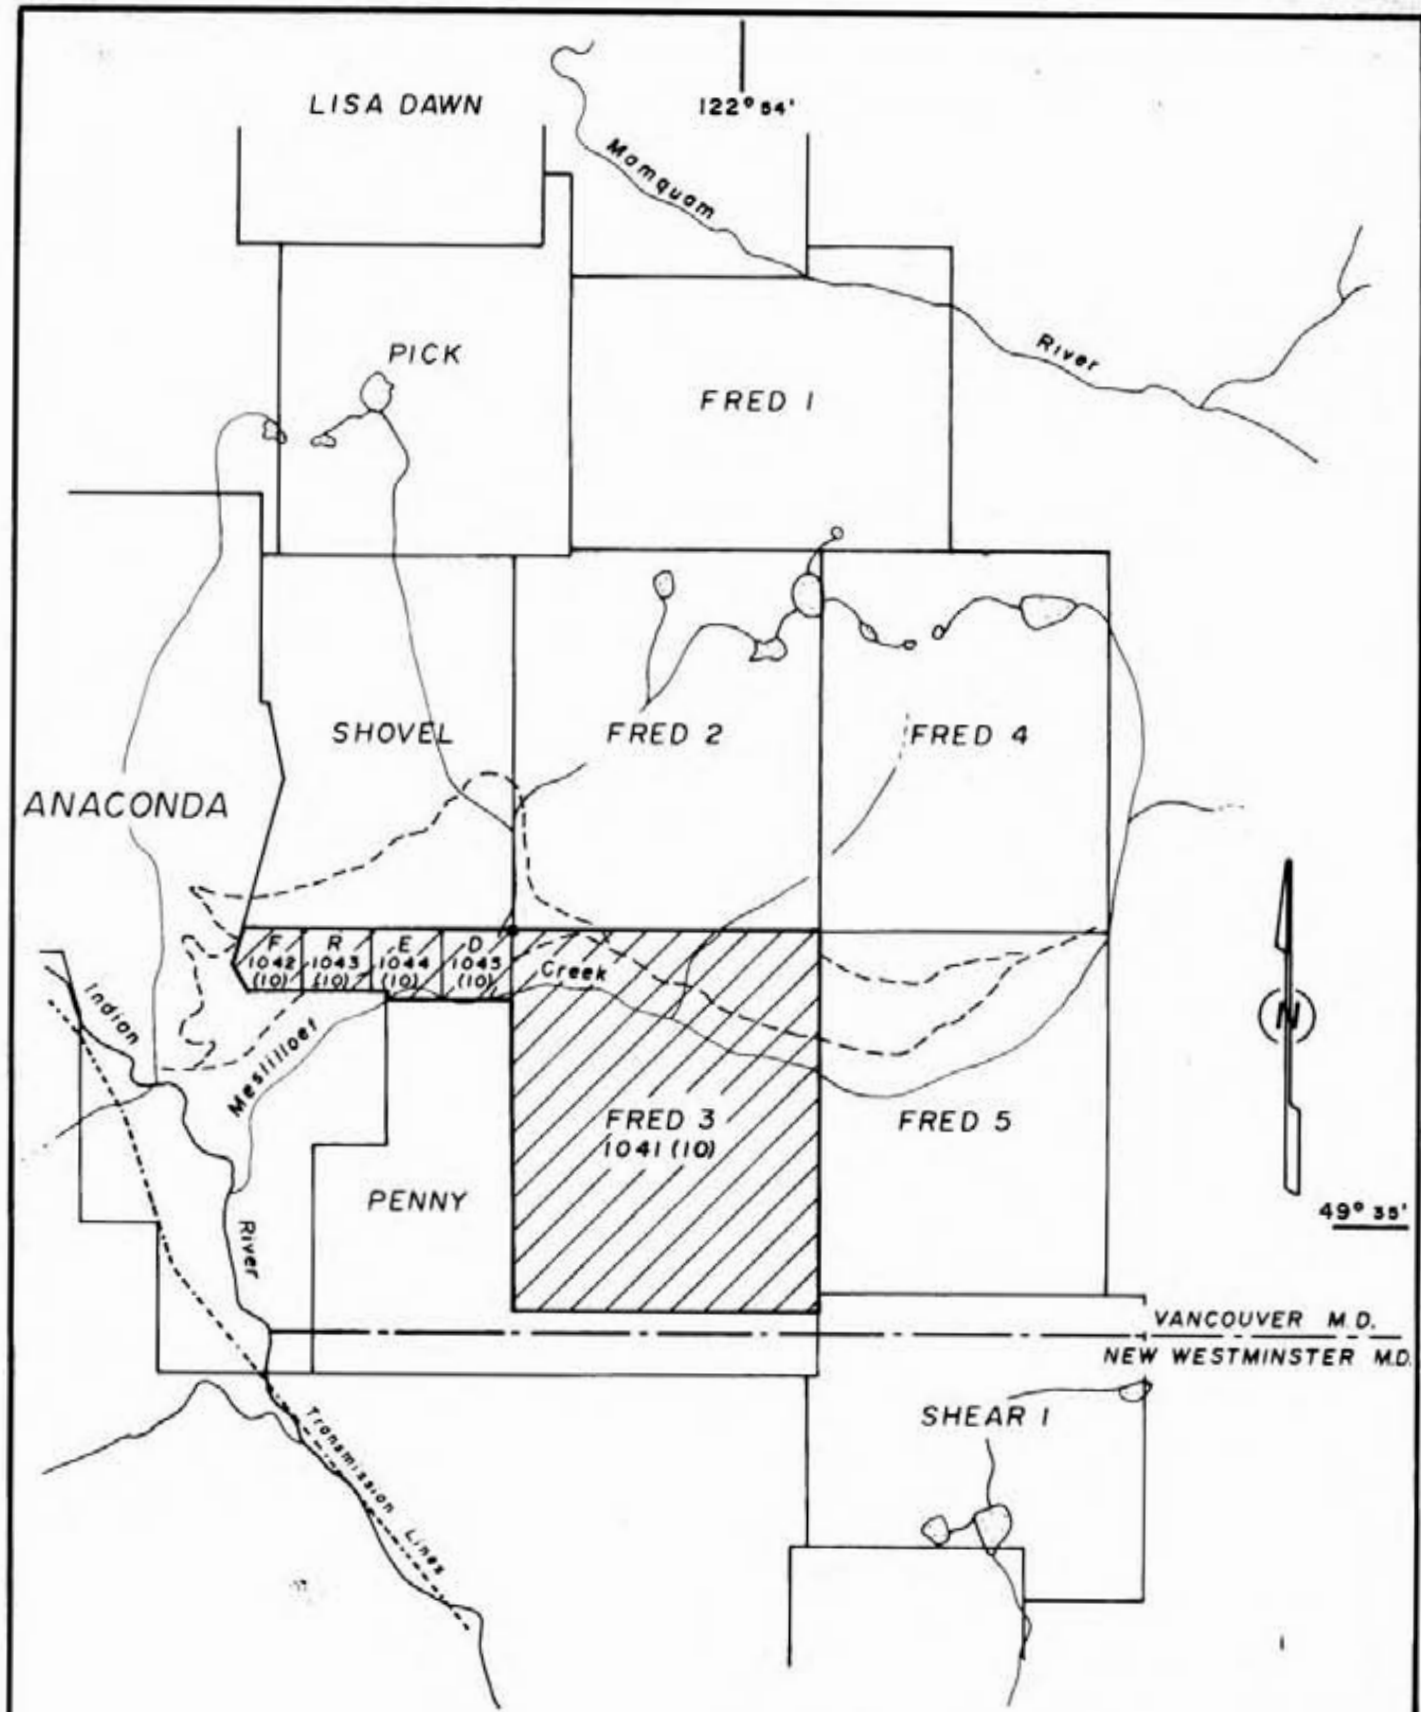 LISA DAWN
122° 54'
Mamquam
River
PICK
FRED 1
SHOVEL
FRED 2
FRED 4
ANACONDA
F
1042
(10)
R
1043
(10)
E
1044
(10)
D
1045
(10)
Creek
Indian
Meslilloet
River
FRED 3
1041 (10)
FRED 5
PENNY
N
49° 35'
VANCOUVER M.D.
NEW WESTMINSTER M.D.
SHEAR 1
Transmission Lines